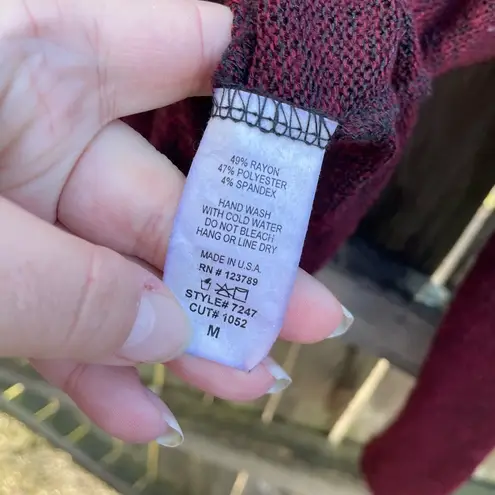 49% RAYON
47% POLYESTER
4% SPANDEX
HAND WASH
WITH COLD WATER
DO NOT BLEACH
HANG OR LINE DRY
MADE IN U.S.A.
RN # 123789
STYLE# 7247
CUT# 1052
M